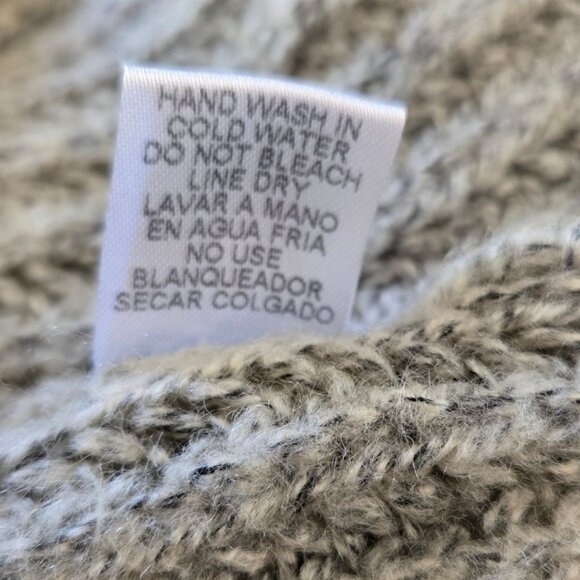 HAND WASH IN
COLD WATER
DO NOT BLEACH
LINE DRY
LAVAR A MANO
EN AGUA FRIA
NO USE
BLANQUEADOR
SECAR COLGADO